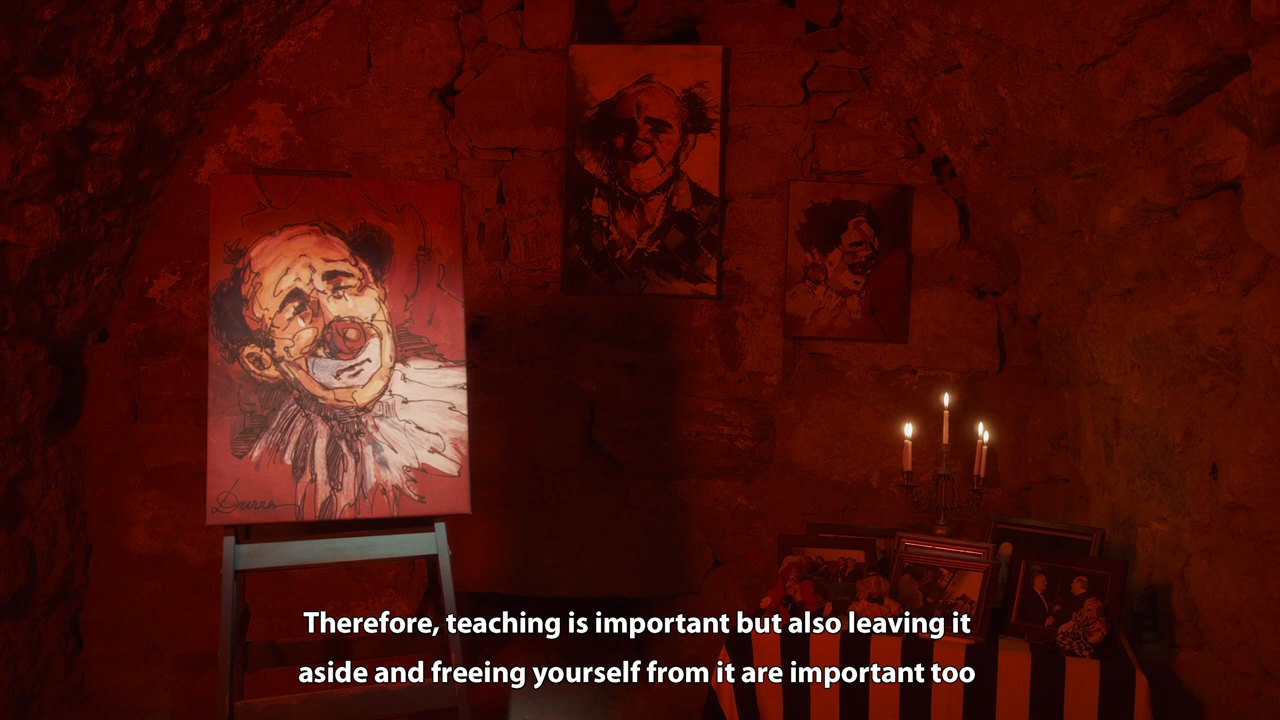 Therefore, teaching is important but also leaving it
aside and freeing yourself from it are important too